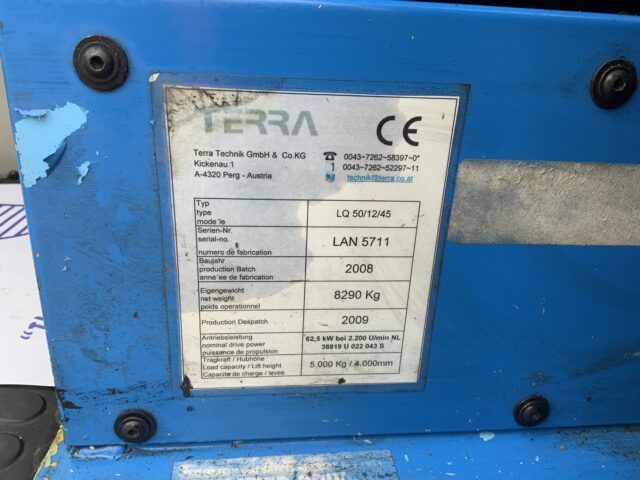 TERRA
CE
Terra Technik GmbH & Co.KG
Kickenau 1
A-4320 Perg - Austria
0043-7262-58397-0*
0043-7262-52297-11
technik@terra.co.at
Typ
type
mode´le
LQ 50/12/45
Serien-Nr.
serial-no.
numero de fabrication
LAN 5711
Baujahr
production Batch
anne´ee de fabrication
2008
Eigengewicht
net weight
poids operationnel
8290 Kg
Production Despatch
2009
Antriebsleistung
nominal drive power
puissance de propulsion
62,5 kW bei 2.200 U/min NL
38819 U 022 043 S
Tragkraft / Hubhöhe
Load capacity / Lift height
Capacite de charge / levee
5.000 Kg / 4.000mm